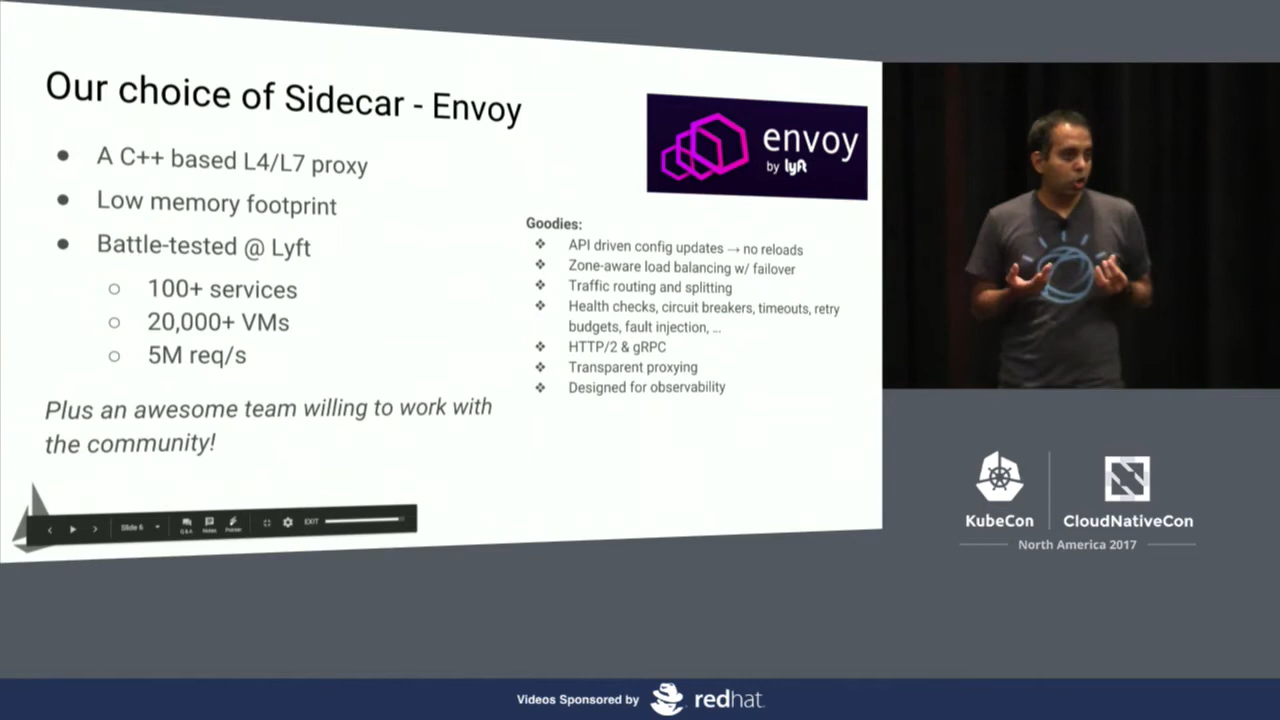 Our choice of Sidecar - Envoy
● A C++ based L4/L7 proxy
● Low memory footprint
● Battle-tested @ Lyft
○ 100+ services
○ 20,000+ VMs
○ 5M req/s
Plus an awesome team willing to work with
the community!
envoy
by lyft
Goodies:
❖ API driven config updates → no reloads
❖ Zone-aware load balancing w/ failover
❖ Traffic routing and splitting
❖ Health checks, circuit breakers, timeouts, retry
budgets, fault injection, ...
❖ HTTP/2 & gRPC
❖ Transparent proxying
❖ Designed for observability
Slide 6
Q&A Notes Pointer
EXIT
KubeCon
CloudNativeCon
North America 2017
Videos Sponsored by redhat.